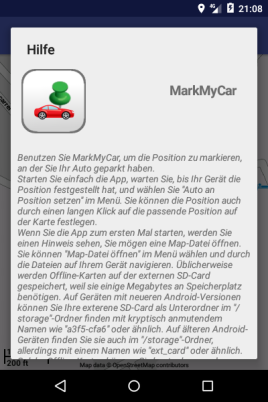 21:08
Hilfe
MarkMyCar
Benutzen Sie MarkMyCar, um die Position zu markieren,
an der Sie Ihr Auto geparkt haben.
Starten Sie einfach die App, warten Sie, bis Ihr Gerät die
Position festgestellt hat, und wählen Sie "Auto an
Position setzen" im Menü. Sie können die Position auch
durch einen langen Klick auf die passende Position auf
der Karte festlegen.
Wenn Sie die App zum ersten Mal starten, werden Sie
einen Hinweis sehen, Sie mögen eine Map-Datei öffnen.
Sie können "Map-Datei öffnen" im Menü wählen und durch
die Dateien auf Ihrem Gerät navigieren. Üblicherweise
werden Offline-Karten auf der externen SD-Card
gespeichert, weil sie einige Megabytes an Speicherplatz
benötigen. Auf Geräten mit neueren Android-Versionen
können Sie Ihre externe SD-Card als Unterordner im "/
storage"-Ordner finden mit kryptisch anmutendem
Namen wie "a3f5-cfa6" oder ähnlich. Auf älteren Android-
Geräten finden Sie sie auch im "/storage"-Ordner,
allerdings mit einem Namen wie "ext_card" oder ähnlich.
200 ft
Map data © OpenStreetMap contributors